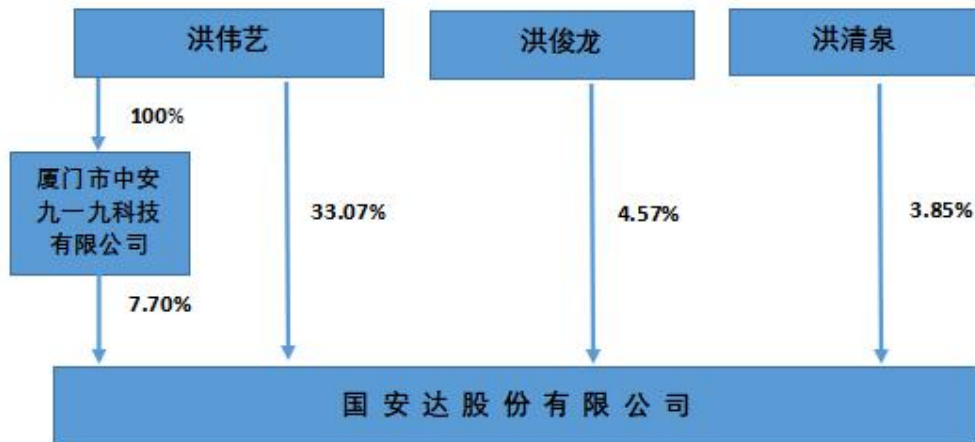 洪伟艺
洪俊龙
洪清泉
100%
厦门市中安
九一九科技
有限公司
33.07%
4.57%
3.85%
7.70%
国安达股份有限公司